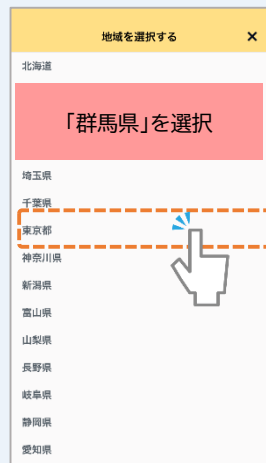 地域を選択する ×
北海道
「群馬県」を選択
埼玉県
千葉県
東京都
神奈川県
新潟県
富山県
山梨県
長野県
岐阜県
静岡県
愛知県